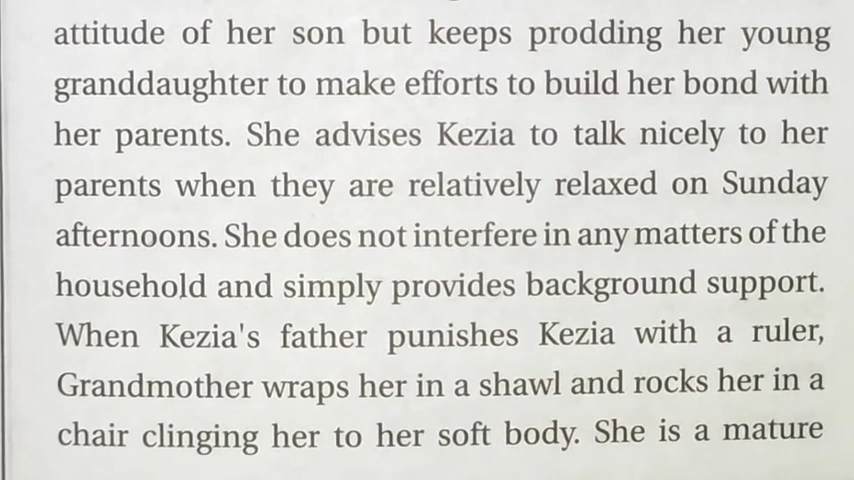 attitude of her son but keeps prodding her young
granddaughter to make efforts to build her bond with
her parents. She advises Kezia to talk nicely to her
parents when they are relatively relaxed on Sunday
afternoons. She does not interfere in any matters of the
household and simply provides background support.
When Kezia's father punishes Kezia with a ruler,
Grandmother wraps her in a shawl and rocks her in a
chair clinging her to her soft body. She is a mature